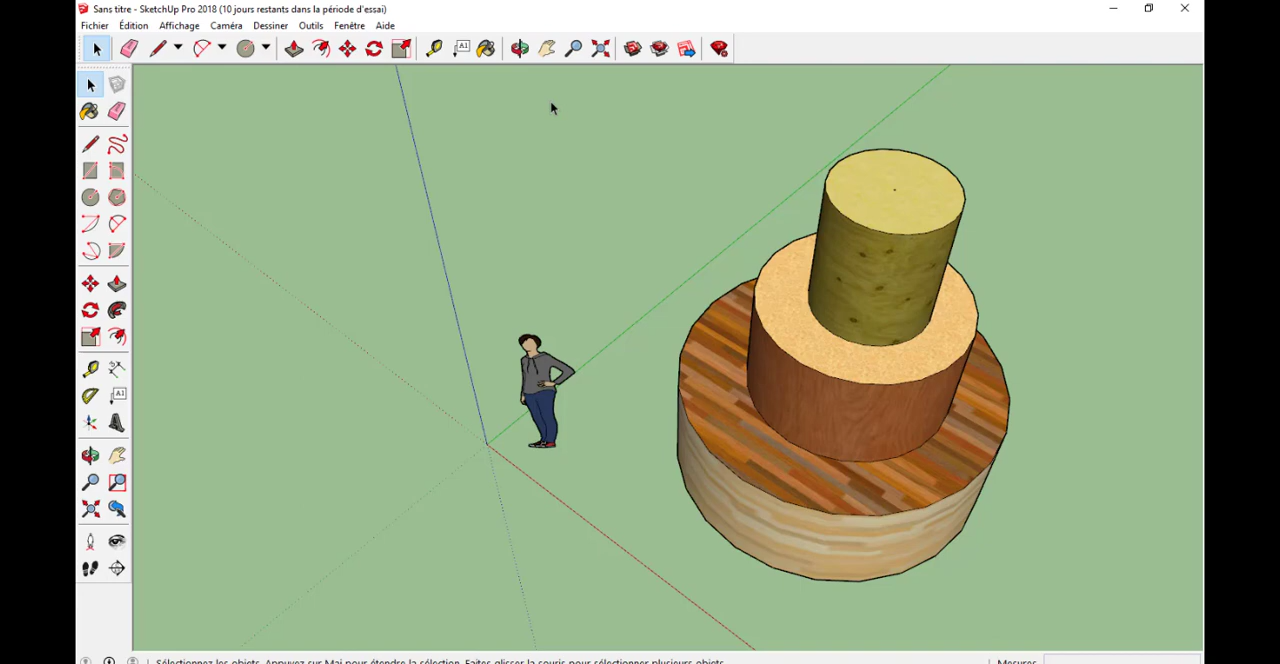 Sans titre - SketchUp Pro 2018 (10 jours restants dans la période d'essai)
Fichier Édition Affichage Caméra Dessiner Outils Fenêtre Aide
Sélectionnez les objets. Appuyez sur Maj pour étendre la sélection. Faites glisser la souris pour sélectionner plusieurs objets.
Mesures